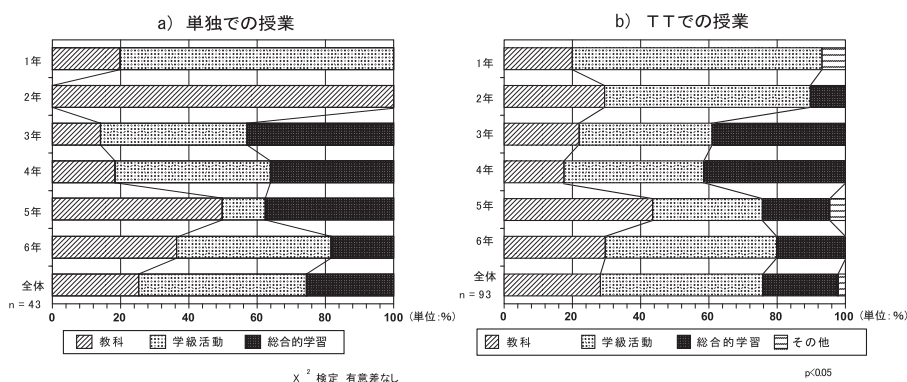 a) 単独での授業
1年
2年
3年
4年
5年
6年
全体
n = 43
0 20 40 60 80 100 (単位:%)
教科 学級活動 総合的学習
X 2 検定 有意差なし
b) TTでの授業
1年
2年
3年
4年
5年
6年
全体
n = 93
0 20 40 60 80 100 (単位:%)
教科 学級活動 総合的学習 その他
p<0.05